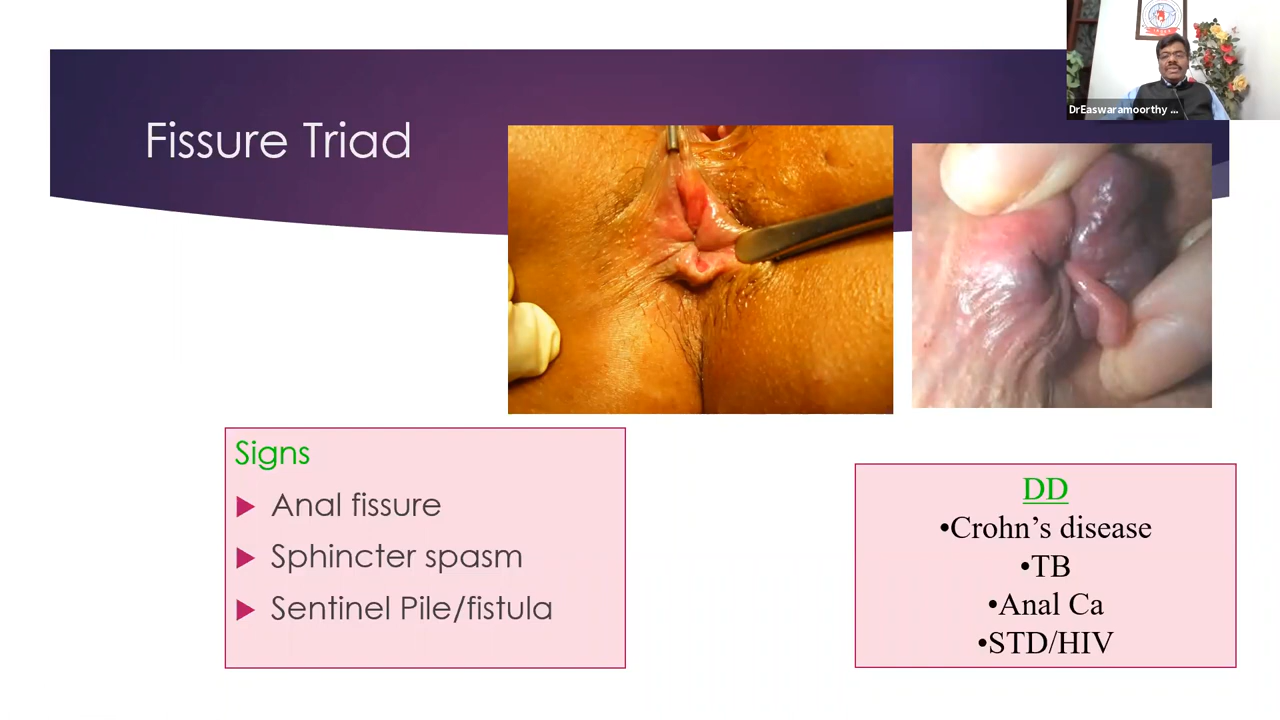 DrEaswaramoorthy ...
Fissure Triad
Signs
Anal fissure
Sphincter spasm
Sentinel Pile/fistula
DD
•Crohn’s disease
•TB
•Anal Ca
•STD/HIV